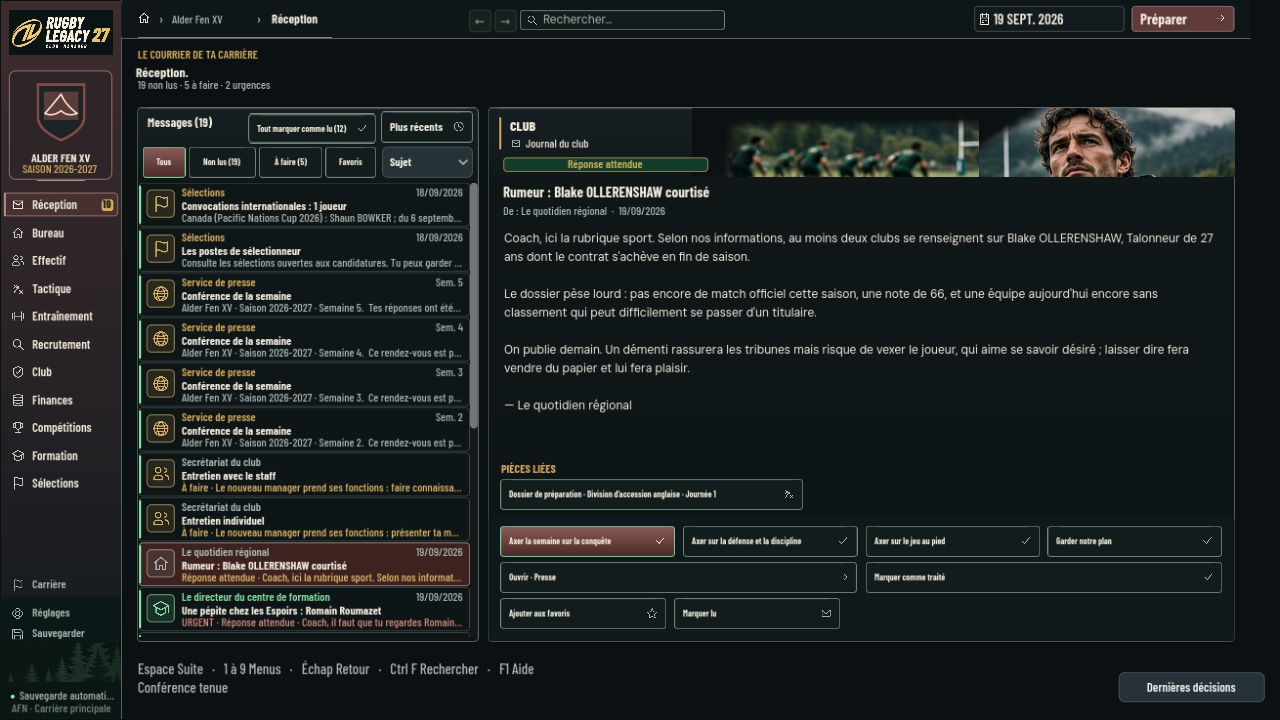 RUGBY
LEGACY 27
CLUB MANAGER
ALDER FEN XV
SAISON 2026-2027
Réception 19
Bureau
Effectif
Tactique
Entraînement
Recrutement
Club
Finances
Compétitions
Formation
Sélections
Carrière
Réglages
Sauvegarder
Sauvegarde automati...
AFN · Carrière principale
Alder Fen XV › Réception
Rechercher...
19 SEPT. 2026
Préparer
LE COURRIER DE TA CARRIÈRE
Réception.
19 non lus · 5 à faire · 2 urgences
Messages (19)
Tout marquer comme lu (12)
Plus récents
Tous
Non lus (19)
À faire (5)
Favoris
Sujet
Sélections 18/09/2026
Convocations internationales : 1 joueur
Canada (Pacific Nations Cup 2026) : Shaun BOWKER ; du 6 septemb...
Sélections 18/09/2026
Les postes de sélectionneur
Consulte les sélections ouvertes aux candidatures. Tu peux garder ...
Service de presse Sem. 5
Conférence de la semaine
Alder Fen XV · Saison 2026-2027 · Semaine 5. Tes réponses ont été...
Service de presse Sem. 4
Conférence de la semaine
Alder Fen XV · Saison 2026-2027 · Semaine 4. Ce rendez-vous est p...
Service de presse Sem. 3
Conférence de la semaine
Alder Fen XV · Saison 2026-2027 · Semaine 3. Ce rendez-vous est p...
Service de presse Sem. 2
Conférence de la semaine
Alder Fen XV · Saison 2026-2027 · Semaine 2. Ce rendez-vous est p...
Secrétariat du club
Entretien avec le staff
À faire · Le nouveau manager prend ses fonctions : faire connaissa...
Secrétariat du club
Entretien individuel
À faire · Le nouveau manager prend ses fonctions : présenter ta m...
Le quotidien régional 19/09/2026
Rumeur : Blake OLLERENSHAW courtisé
Réponse attendue · Coach, ici la rubrique sport. Selon nos informat...
Le directeur du centre de formation 19/09/2026
Une pépite chez les Espoirs : Romain Roumazet
URGENT · Réponse attendue · Coach, il faut que tu regardes Romain...
CLUB
Journal du club
Réponse attendue
Rumeur : Blake OLLERENSHAW courtisé
De : Le quotidien régional · 19/09/2026
Coach, ici la rubrique sport. Selon nos informations, au moins deux clubs se renseignent sur Blake OLLERENSHAW, Talonneur de 27
ans dont le contrat s'achève en fin de saison.
Le dossier pèse lourd : pas encore de match officiel cette saison, une note de 66, et une équipe aujourd'hui encore sans
classement qui peut difficilement se passer d'un titulaire.
On publie demain. Un démenti rassurera les tribunes mais risque de vexer le joueur, qui aime se savoir désiré ; laisser dire fera
vendre du papier et lui fera plaisir.
— Le quotidien régional
PIÈCES LIÉES
Dossier de préparation · Division d'accession anglaise · Journée 1
Axer la semaine sur la conquête
Axer sur la défense et la discipline
Axer sur le jeu au pied
Garder notre plan
Ouvrir · Presse
Marquer comme traité
Ajouter aux favoris
Marquer lu
Espace Suite · 1 à 9 Menus · Échap Retour · Ctrl F Rechercher · F1 Aide
Conférence tenue
Dernières décisions